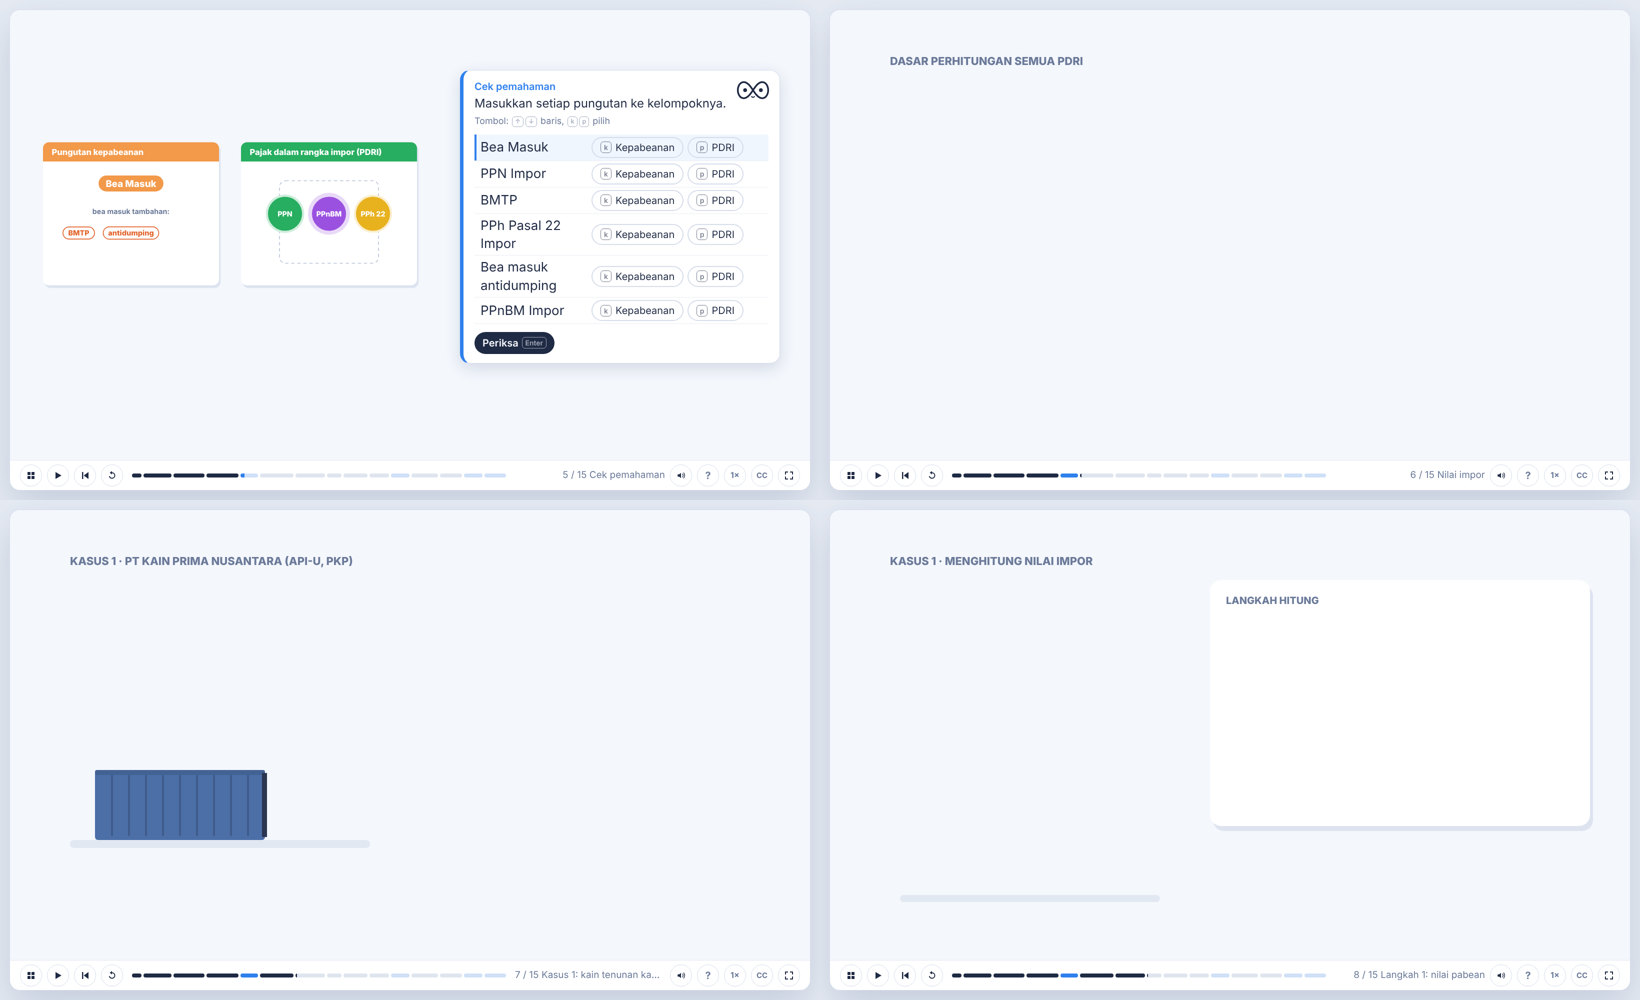 Pungutan kepabeanan
Bea Masuk
bea masuk tambahan:
BMTP antidumping
Pajak dalam rangka impor (PDRI)
PPN PPnBM PPh 22
Cek pemahaman
Masukkan setiap pungutan ke kelompoknya.
Tombol: ↑ ↓ baris, k p pilih
Bea Masuk k Kepabeanan p PDRI
PPN Impor k Kepabeanan p PDRI
BMTP k Kepabeanan p PDRI
PPh Pasal 22
Impor k Kepabeanan p PDRI
Bea masuk
antidumping k Kepabeanan p PDRI
PPnBM Impor k Kepabeanan p PDRI
Periksa Enter
5 / 15 Cek pemahaman ? 1× CC
DASAR PERHITUNGAN SEMUA PDRI
6 / 15 Nilai impor ? 1× CC
KASUS 1 · PT KAIN PRIMA NUSANTARA (API-U, PKP)
7 / 15 Kasus 1: kain tenunan ka... ? 1× CC
KASUS 1 · MENGHITUNG NILAI IMPOR
LANGKAH HITUNG
8 / 15 Langkah 1: nilai pabean ? 1× CC